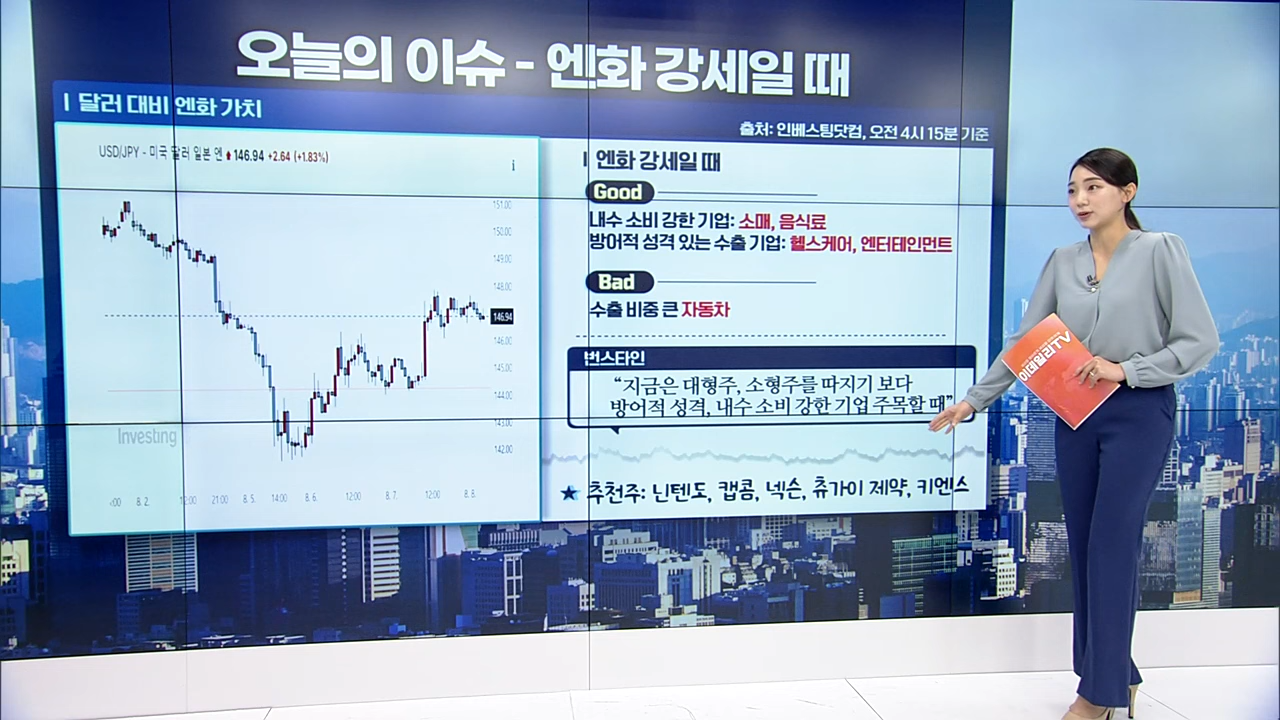 오늘의 이슈 - 엔화 강세일 때
달러 대비 엔화 가치
출처: 인베스팅닷컴, 오전 4시 15분 기준
USD/JPY - 미국 달러 일본 엔 146.94 +2.64 (+1.83%)
i
151.00
150.00
149.00
148.00
146.94
146.00
145.00
144.00
143.00
142.00
Investing
8. 2. 12:00 21:00 8. 5. 14:00 8. 6. 12:00 8. 7. 12:00 8. 8.
엔화 강세일 때
Good
내수 소비 강한 기업: 소매, 음식료
방어적 성격 있는 수출 기업: 헬스케어, 엔터테인먼트
Bad
수출 비중 큰 자동차
번스타인
“지금은 대형주, 소형주를 따지기 보다
방어적 성격, 내수 소비 강한 기업 주목할 때”
★ 추천주: 닌텐도, 캡콤, 넥슨, 츄가이 제약, 키엔스
이데일리TV